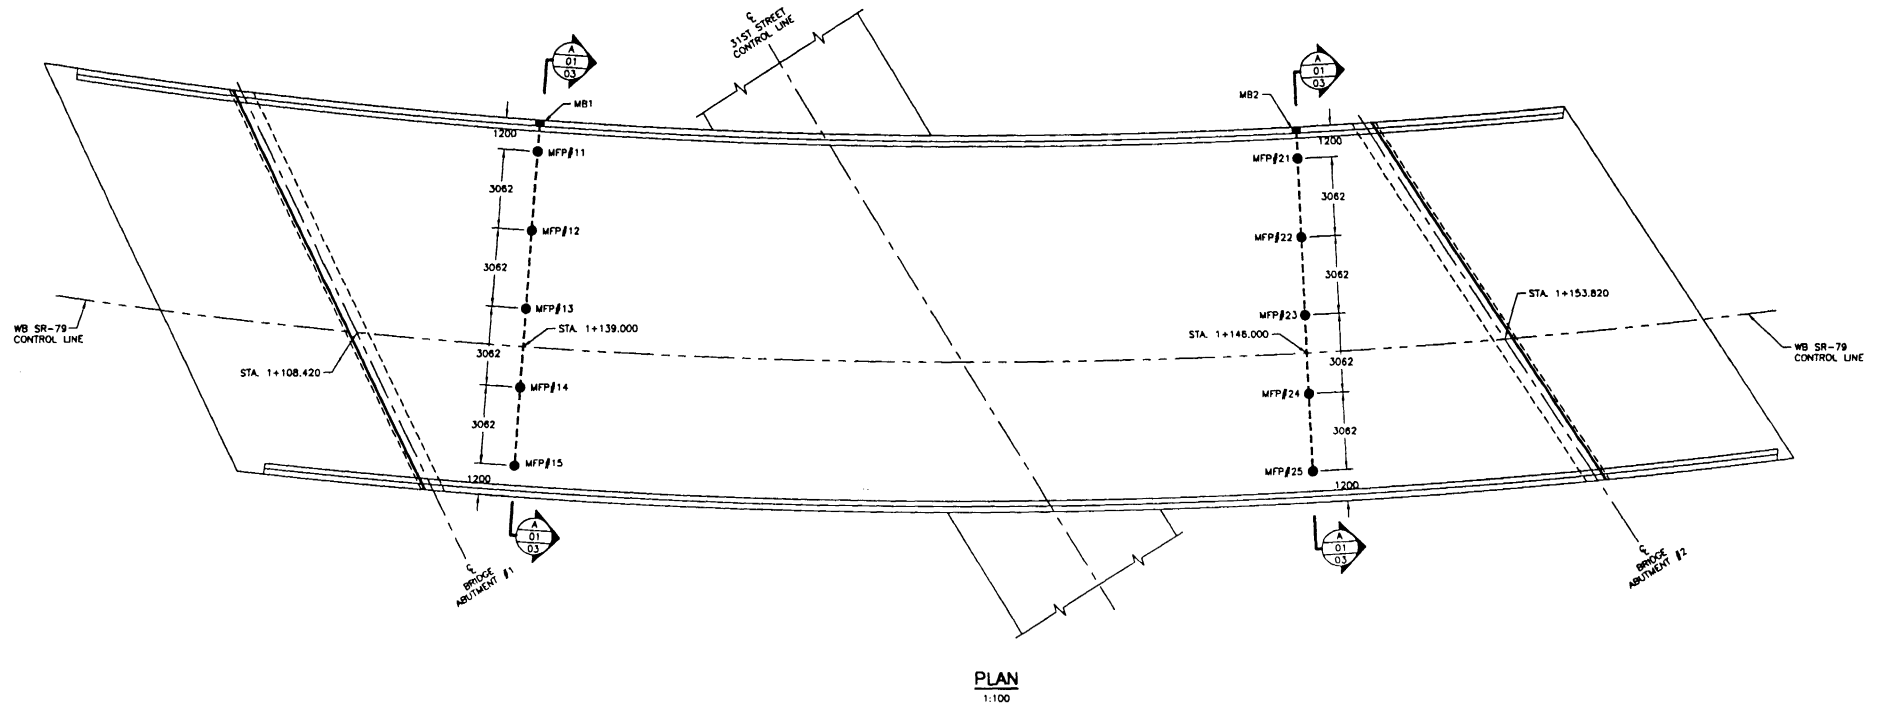 ℄
31ST STREET
CONTROL LINE
A
01
03
A
01
03
MB1
MB2
1200
1200
MFP#11
MFP#21
3062
3062
MFP#12
MFP#22
3062
3062
MFP#13
MFP#23
STA. 1+153.820
WB SR-79
CONTROL LINE
STA. 1+139.000
STA. 1+146.000
WB SR-79
CONTROL LINE
3062
3062
STA. 1+108.420
MFP#14
MFP#24
3062
3062
MFP#15
MFP#25
1200
1200
A
01
03
A
01
03
℄
BRIDGE
ABUTMENT #1
℄
BRIDGE
ABUTMENT #2
PLAN
1:100